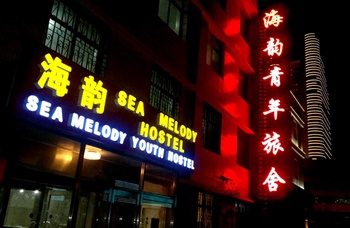 海韵 SEA MELODY
HOSTEL
SEA MELODY YOUTH HOSTEL
海韵青年旅舍